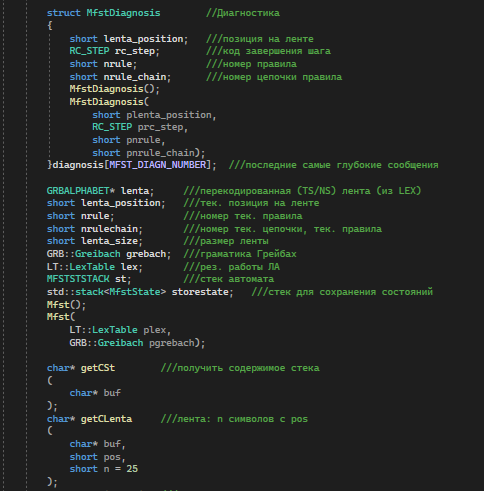 struct MfstDiagnosis //Диагностика
{
short lenta_position; ///позиция на ленте
RC_STEP rc_step; ///код завершения шага
short nrule; ///номер правила
short nrule_chain; ///номер цепочки правила
MfstDiagnosis();
MfstDiagnosis(
short plenta_position,
RC_STEP prc_step,
short pnrule,
short pnrule_chain);
}diagnosis[MFST_DIAGN_NUMBER]; ///последние самые глубокие сообщения
GRBALPHABET* lenta; ///перекодированная (TS/NS) лента (из LEX)
short lenta_position; ///тек. позиция на ленте
short nrule; ///номер тек. правила
short nrulechain; ///номер тек. цепочки, тек. правила
short lenta_size; ///размер ленты
GRB::Greibach grebach; ///граматика Грейбах
LT::LexTable lex; ///рез. работы ЛА
MFSTSTSTACK st; ///стек автомата
std::stack<MfstState> storestate; ///стек для сохранения состояний
Mfst();
Mfst(
LT::LexTable plex,
GRB::Greibach pgrebach);
char* getCSt ///получить содержимое стека
(
char* buf
);
char* getCLenta ///лента: n символов с pos
(
char* buf,
short pos,
short n = 25
);